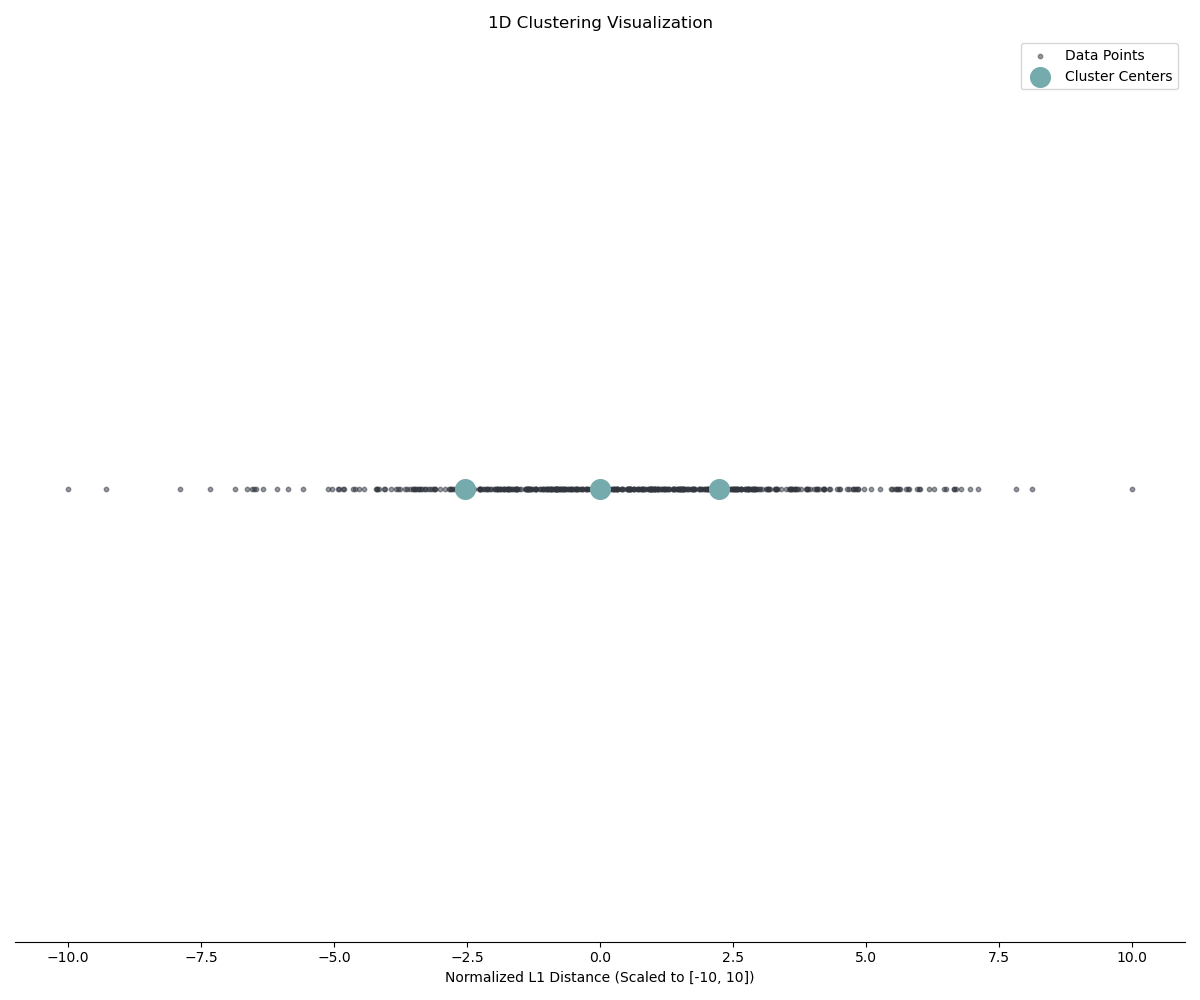 1D Clustering Visualization
Data Points
Cluster Centers
−10.0 −7.5 −5.0 −2.5 0.0 2.5 5.0 7.5 10.0
Normalized L1 Distance (Scaled to [-10, 10])